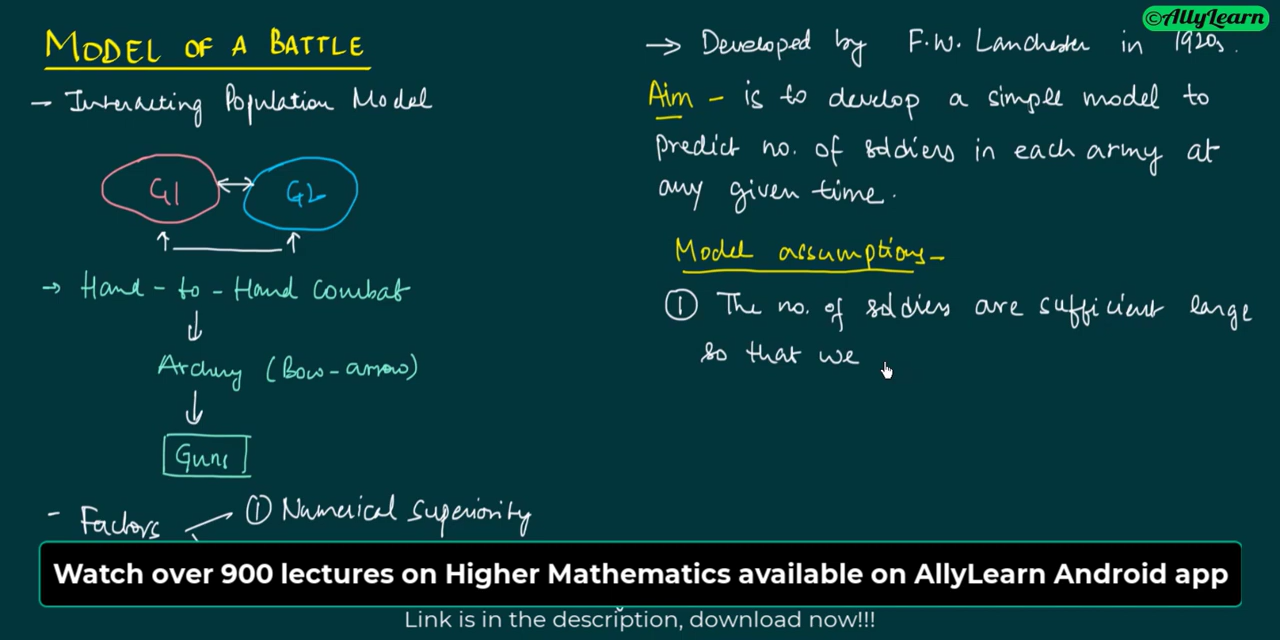 ©AllyLearn
MODEL OF A BATTLE
- Interacting Population Model
G1
G2
→ Hand-to-Hand combat
Archery (Bow-arrow)
Guns
- Factors
① Numerical superiority
→ Developed by F.W. Lanchester in 1920s.
Aim - is to develop a simple model to
predict no. of soldiers in each army at
any given time.
Model assumptions-
① The no. of soldiers are sufficient large
so that we
Watch over 900 lectures on Higher Mathematics available on AllyLearn Android app
Link is in the description, download now!!!